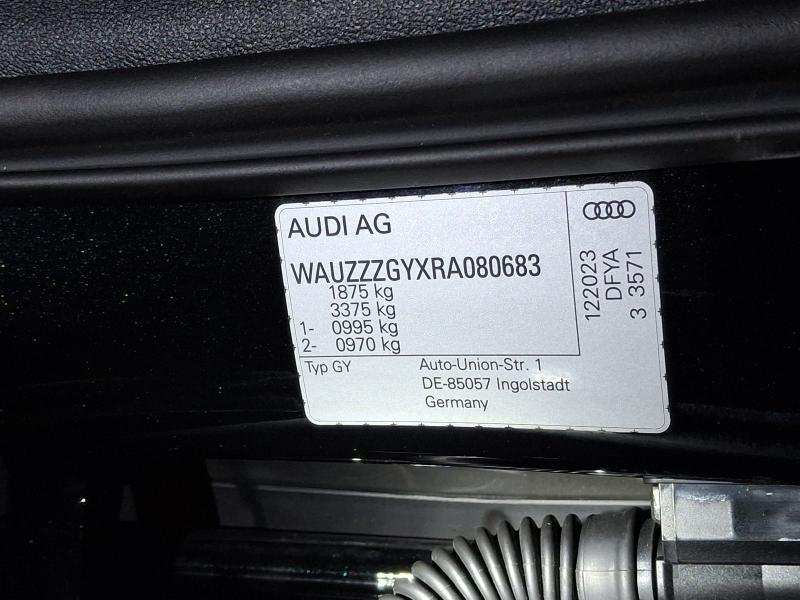 AUDI AG
WAUZZZGYXRA080683
1875 kg
3375 kg
1- 0995 kg
2- 0970 kg
Typ GY
Auto-Union-Str. 1
DE-85057 Ingolstadt
Germany
122023
DFYA
3 3571